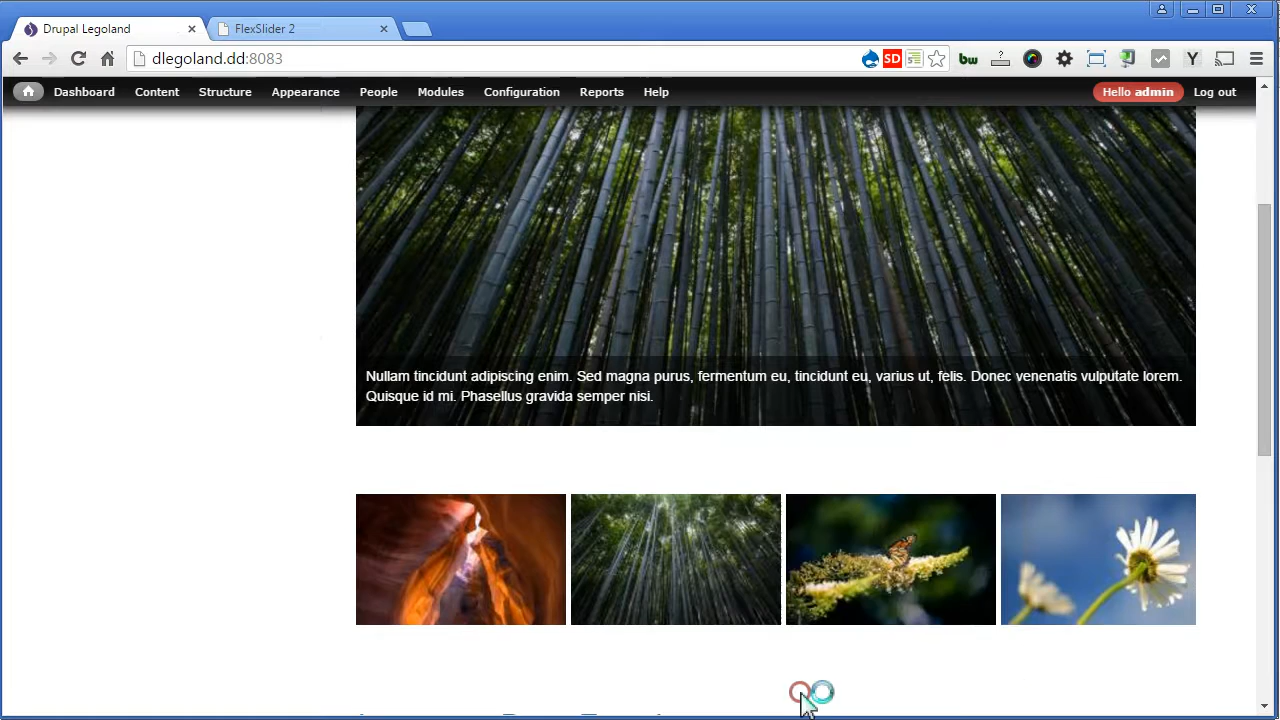 Drupal Legoland
FlexSlider 2
dlegoland.dd:8083
SD
bw
Y
Dashboard Content Structure Appearance People Modules Configuration Reports Help Hello admin Log out
Nullam tincidunt adipiscing enim. Sed magna purus, fermentum eu, tincidunt eu, varius ut, felis. Donec venenatis vulputate lorem.
Quisque id mi. Phasellus gravida semper nisi.